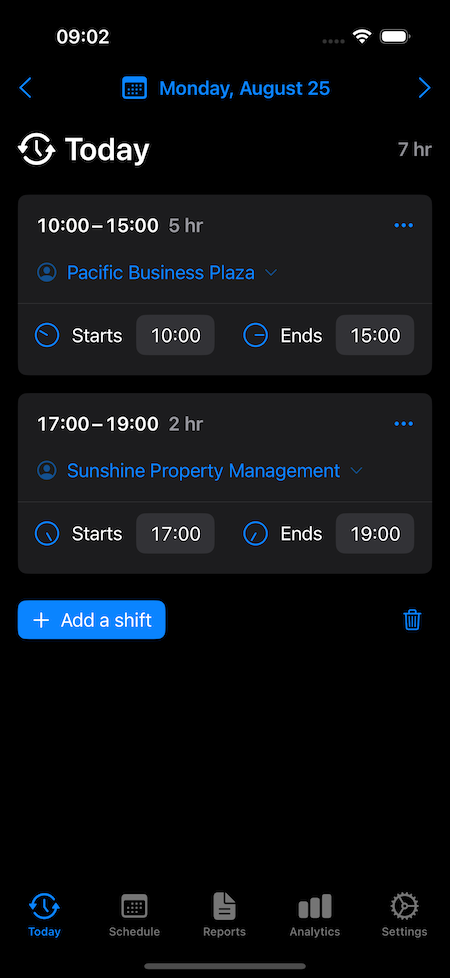 09:02
Monday, August 25
Today 7 hr
10:00 – 15:00 5 hr
Pacific Business Plaza
Starts 10:00 Ends 15:00
17:00 – 19:00 2 hr
Sunshine Property Management
Starts 17:00 Ends 19:00
+ Add a shift
Today Schedule Reports Analytics Settings